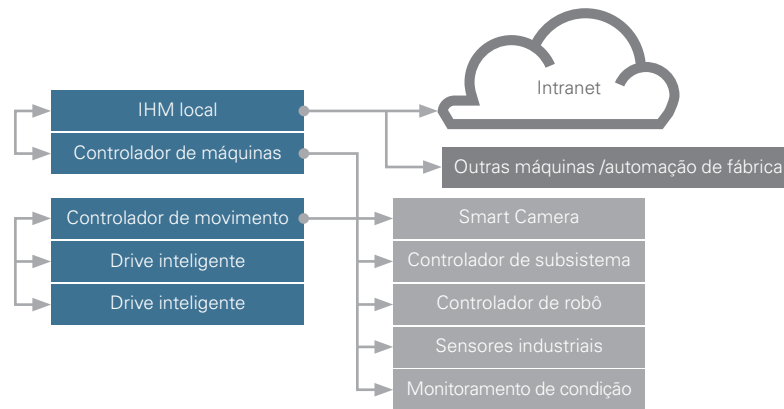 Intranet
IHM local
Controlador de máquinas
Outras máquinas /automação de fábrica
Controlador de movimento
Smart Camera
Drive inteligente
Controlador de subsistema
Drive inteligente
Controlador de robô
Sensores industriais
Monitoramento de condição